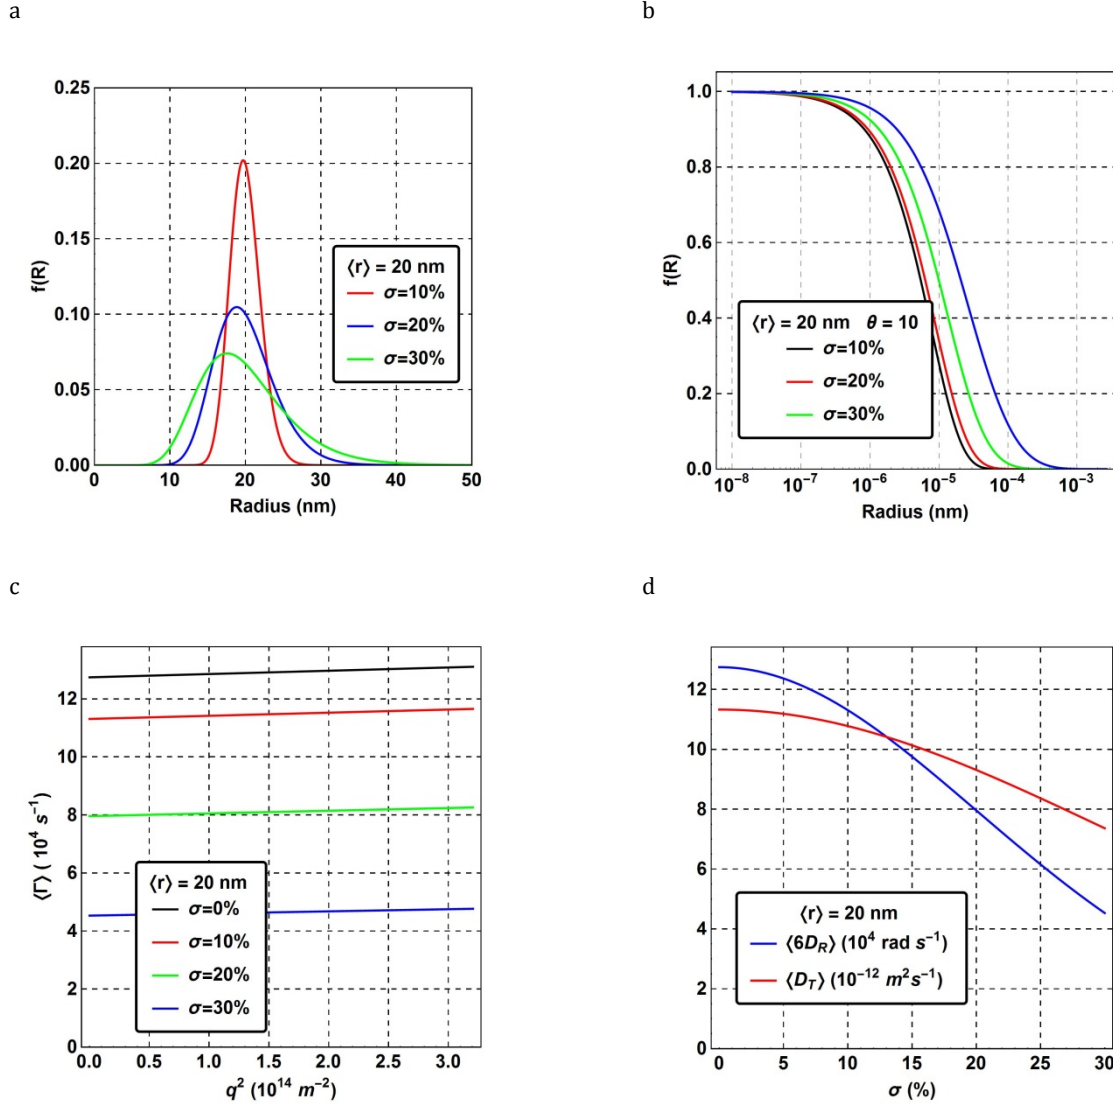 a
0.25
0.20
0.15
0.10
0.05
0.00
f(R)
0 10 20 30 40 50
Radius (nm)
⟨r⟩ = 20 nm
σ=10%
σ=20%
σ=30%
b
1.0
0.8
0.6
0.4
0.2
0.0
f(R)
10⁻⁸ 10⁻⁷ 10⁻⁶ 10⁻⁵ 10⁻⁴ 10⁻³
Radius (nm)
⟨r⟩ = 20 nm θ = 10
σ=10%
σ=20%
σ=30%
c
12
10
8
6
4
2
0
⟨Γ⟩ ( 10⁴ s⁻¹)
0.0 0.5 1.0 1.5 2.0 2.5 3.0
q² (10¹⁴ m⁻²)
⟨r⟩ = 20 nm
σ=0%
σ=10%
σ=20%
σ=30%
d
12
10
8
6
4
2
0
0 5 10 15 20 25 30
σ (%)
⟨r⟩ = 20 nm
⟨6D_R⟩ (10⁴ rad s⁻¹)
⟨D_T⟩ (10⁻¹² m²s⁻¹)